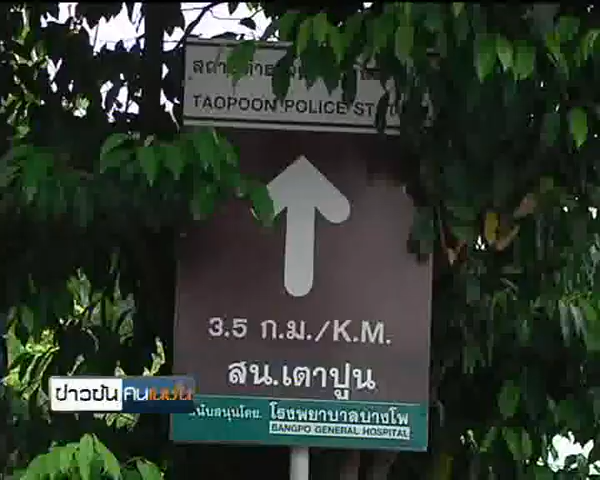 TAOPOON POLICE
3.5 ก.ม./K.M.
สน.เตาปูน
โรงพยาบาลบางโพ
BANGPO GENERAL HOSPITAL
ข่าวข้น